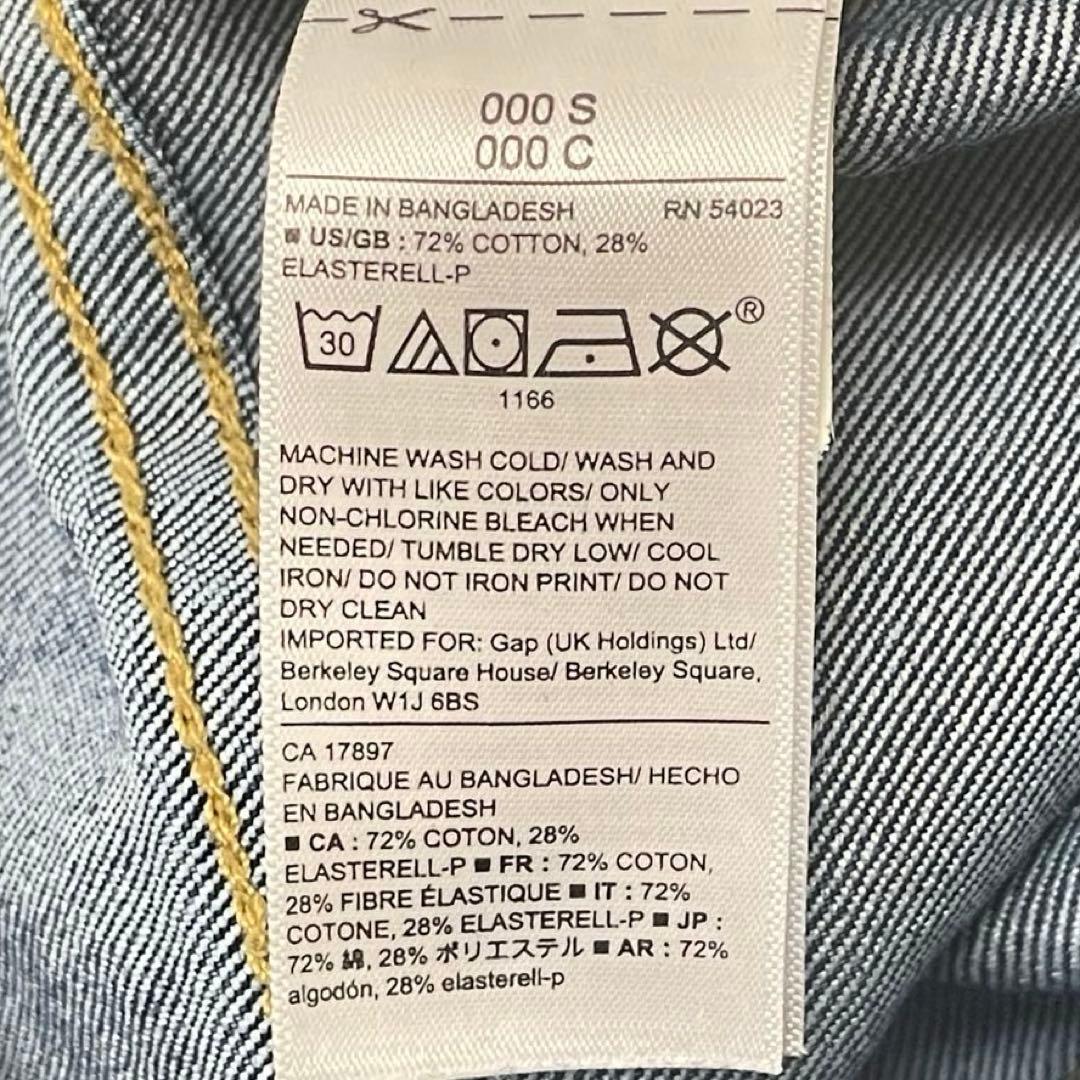 000 S
000 C
MADE IN BANGLADESH RN 54023
■ US/GB : 72% COTTON, 28%
ELASTERELL-P
30 ®
1166
MACHINE WASH COLD/ WASH AND
DRY WITH LIKE COLORS/ ONLY
NON-CHLORINE BLEACH WHEN
NEEDED/ TUMBLE DRY LOW/ COOL
IRON/ DO NOT IRON PRINT/ DO NOT
DRY CLEAN
IMPORTED FOR: Gap (UK Holdings) Ltd/
Berkeley Square House/ Berkeley Square,
London W1J 6BS
CA 17897
FABRIQUE AU BANGLADESH/ HECHO
EN BANGLADESH
■ CA : 72% COTON, 28%
ELASTERELL-P ■ FR : 72% COTON,
28% FIBRE ÉLASTIQUE ■ IT : 72%
COTONE, 28% ELASTERELL-P ■ JP :
72% 綿, 28% ポリエステル ■ AR : 72%
algodón, 28% elasterell-p